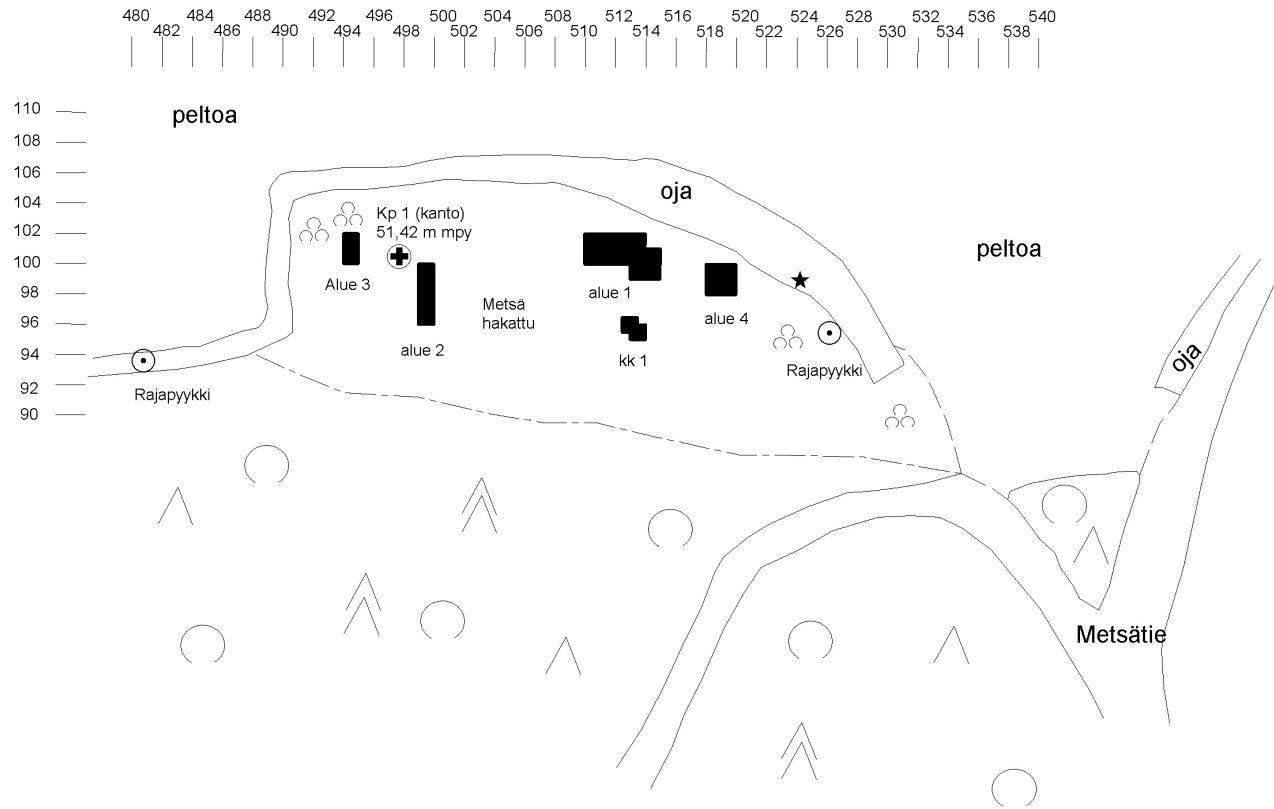 480 484 488 492 496 500 504 508 512 516 520 524 528 532 536 540
482 486 490 494 498 502 506 510 514 518 522 526 530 534 538
110
peltoa
108
106
104
oja
102
Kp 1 (kanto)
51,42 m mpy
peltoa
100
98
Alue 3
alue 1
Metsä
hakattu
alue 4
96
94
alue 2
kk 1
Rajapyykki
oja
92
Rajapyykki
90
Metsätie